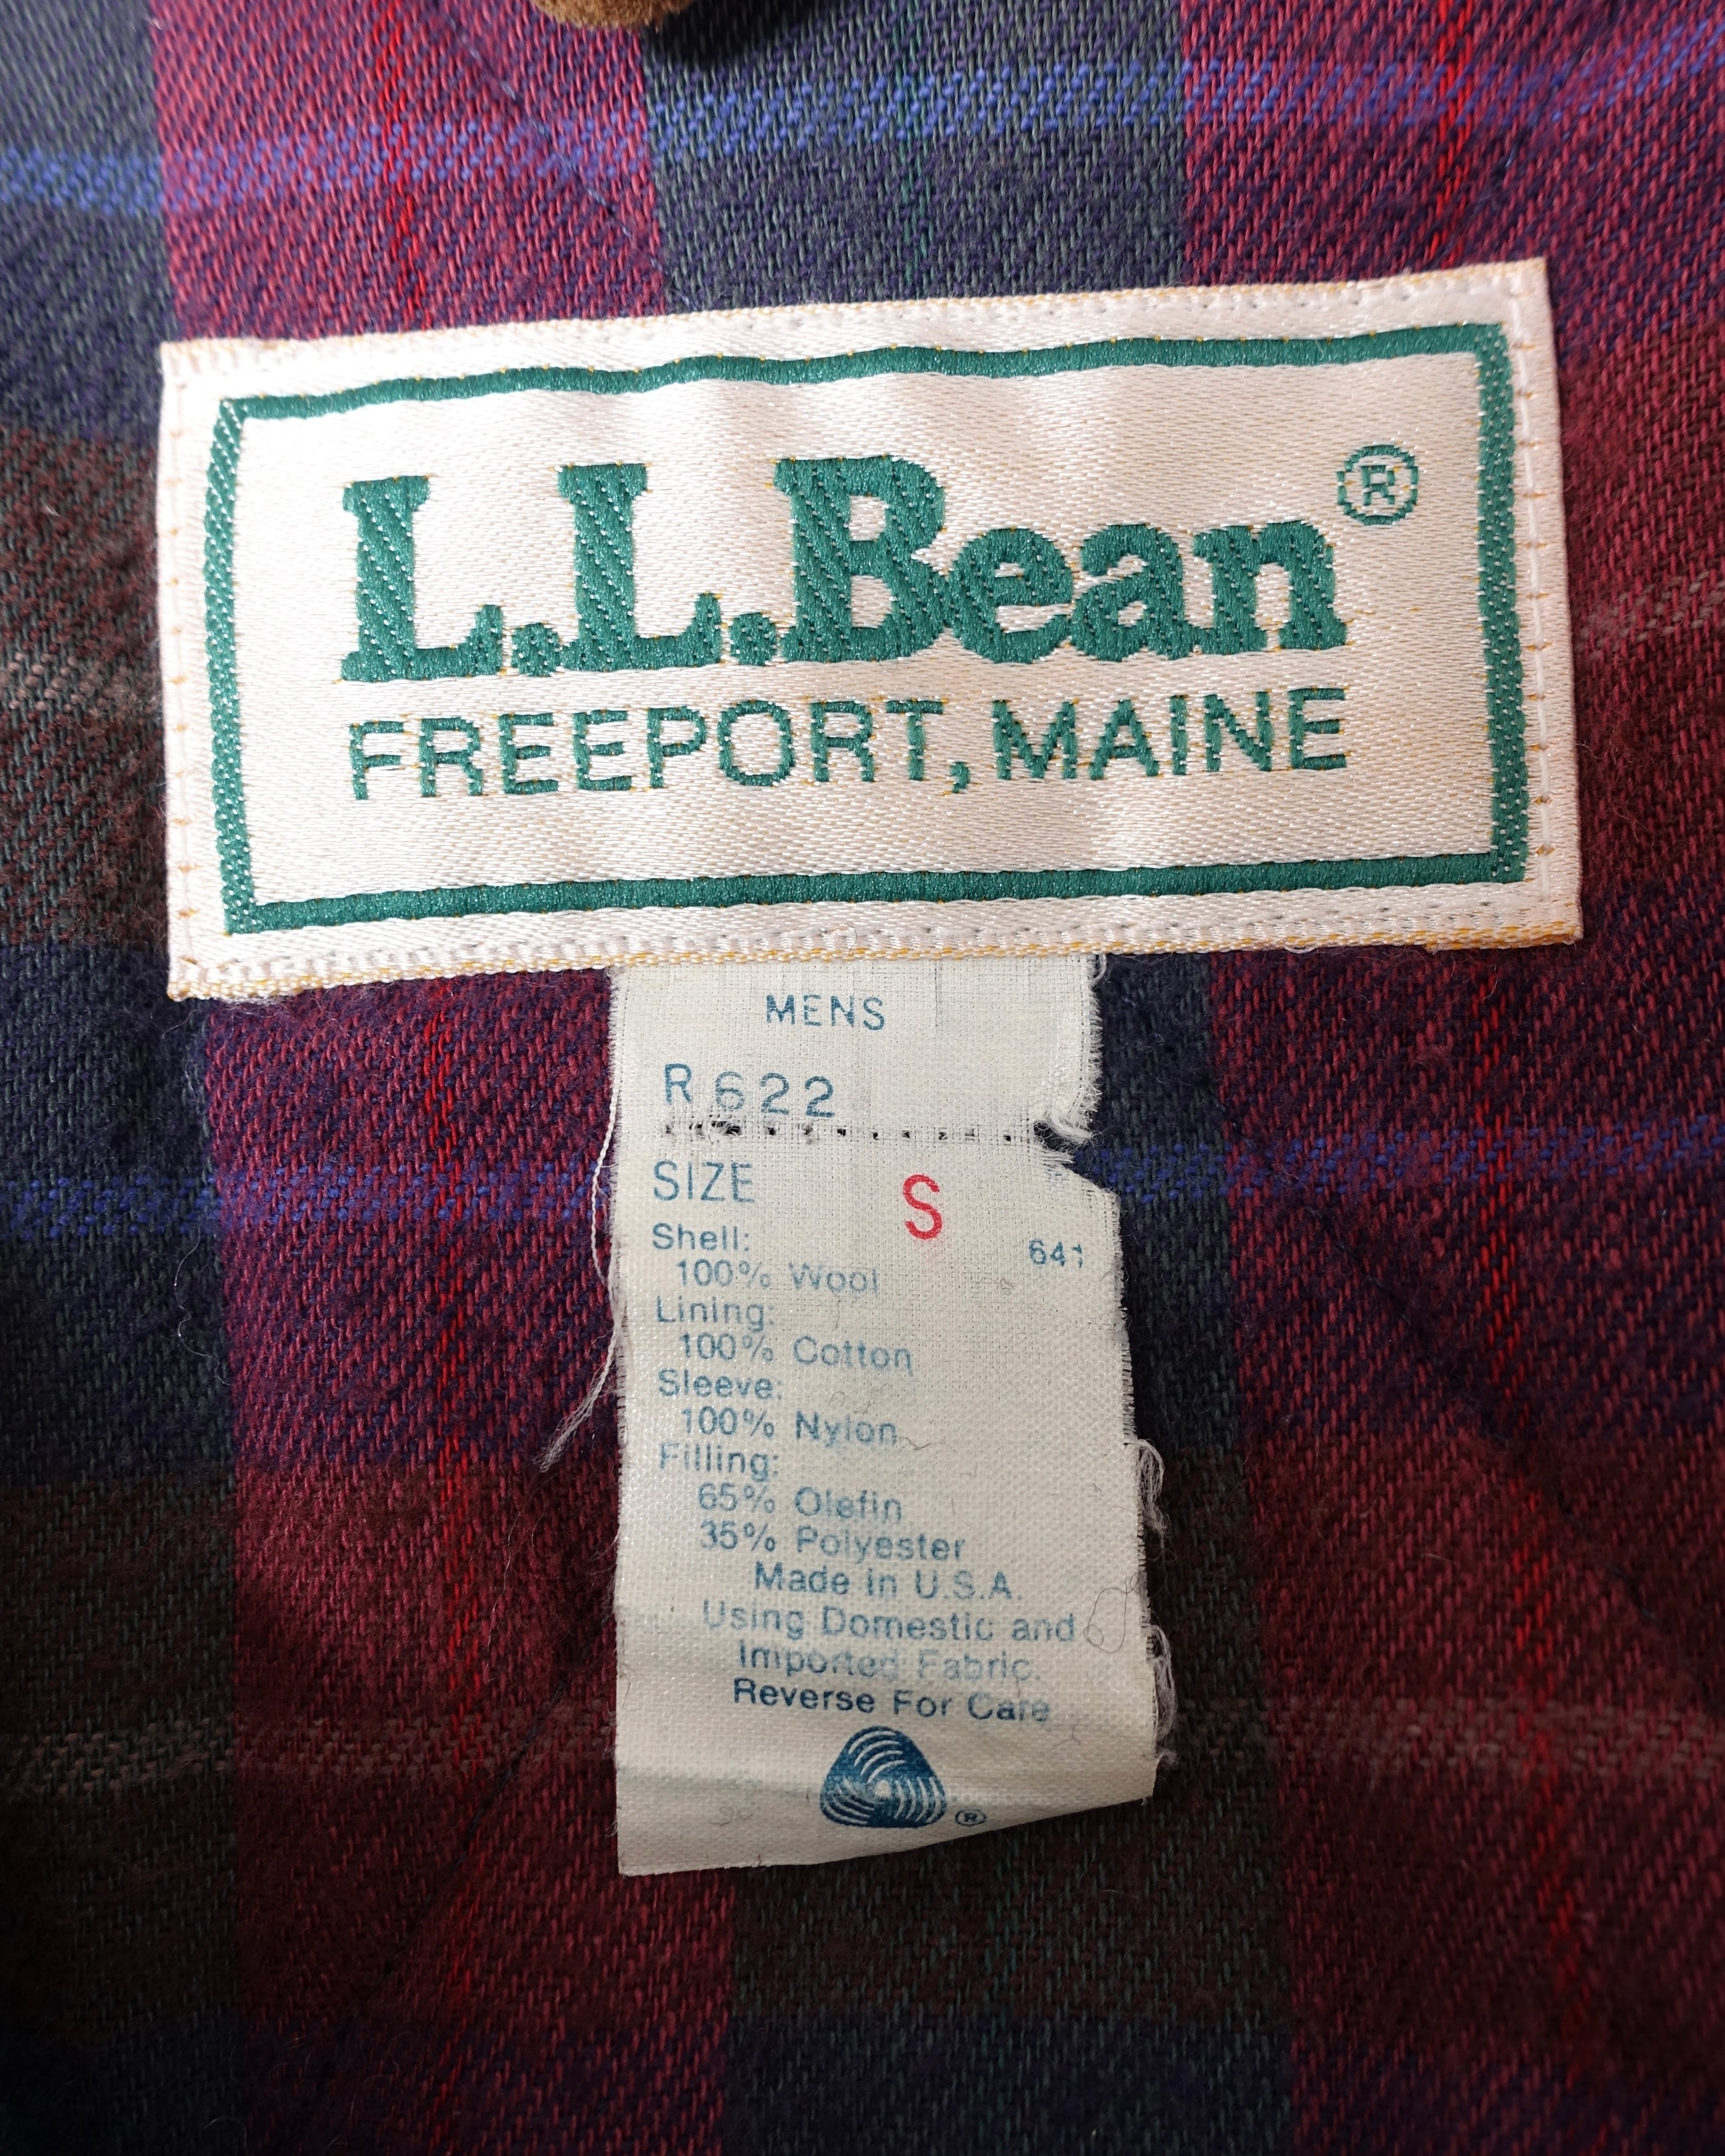 L.L.Bean®
FREEPORT, MAINE
MENS
R 622
SIZE S
Shell: 641
100% Wool
Lining:
100% Cotton
Sleeve:
100% Nylon
Filling:
65% Olefin
35% Polyester
Made in U.S.A.
Using Domestic and
Imported Fabric.
Reverse For Care
®